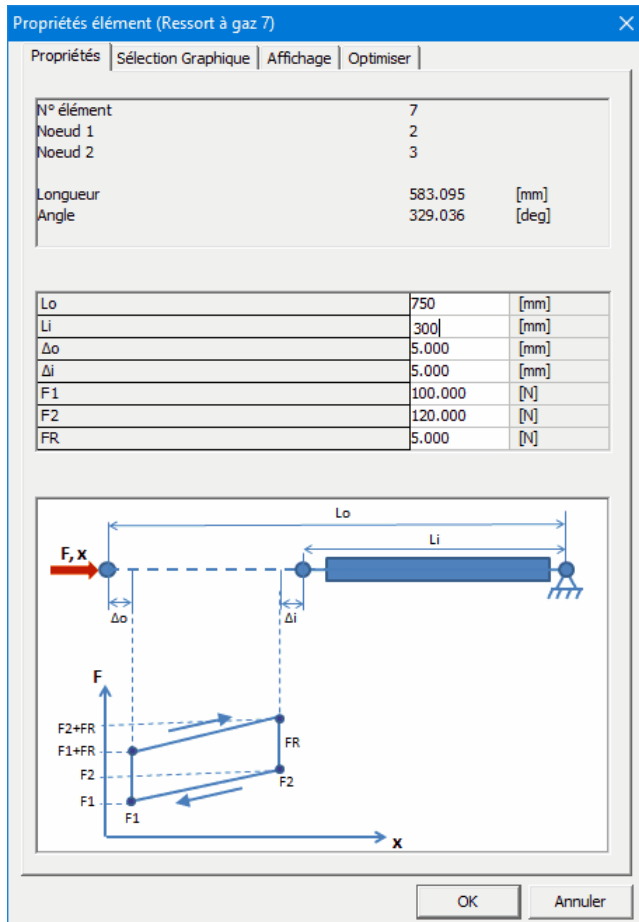 Propriétés élément (Ressort à gaz 7)
Propriétés Sélection Graphique Affichage Optimiser
N° élément 7
Noeud 1 2
Noeud 2 3
Longueur 583.095 [mm]
Angle 329.036 [deg]
Lo 750 [mm]
Li 300 [mm]
Δo 5.000 [mm]
Δi 5.000 [mm]
F1 100.000 [N]
F2 120.000 [N]
FR 5.000 [N]
Lo
Li
F, x
Δo Δi
F
F2+FR
F1+FR FR
F2 F2
F1 F1
x
OK Annuler